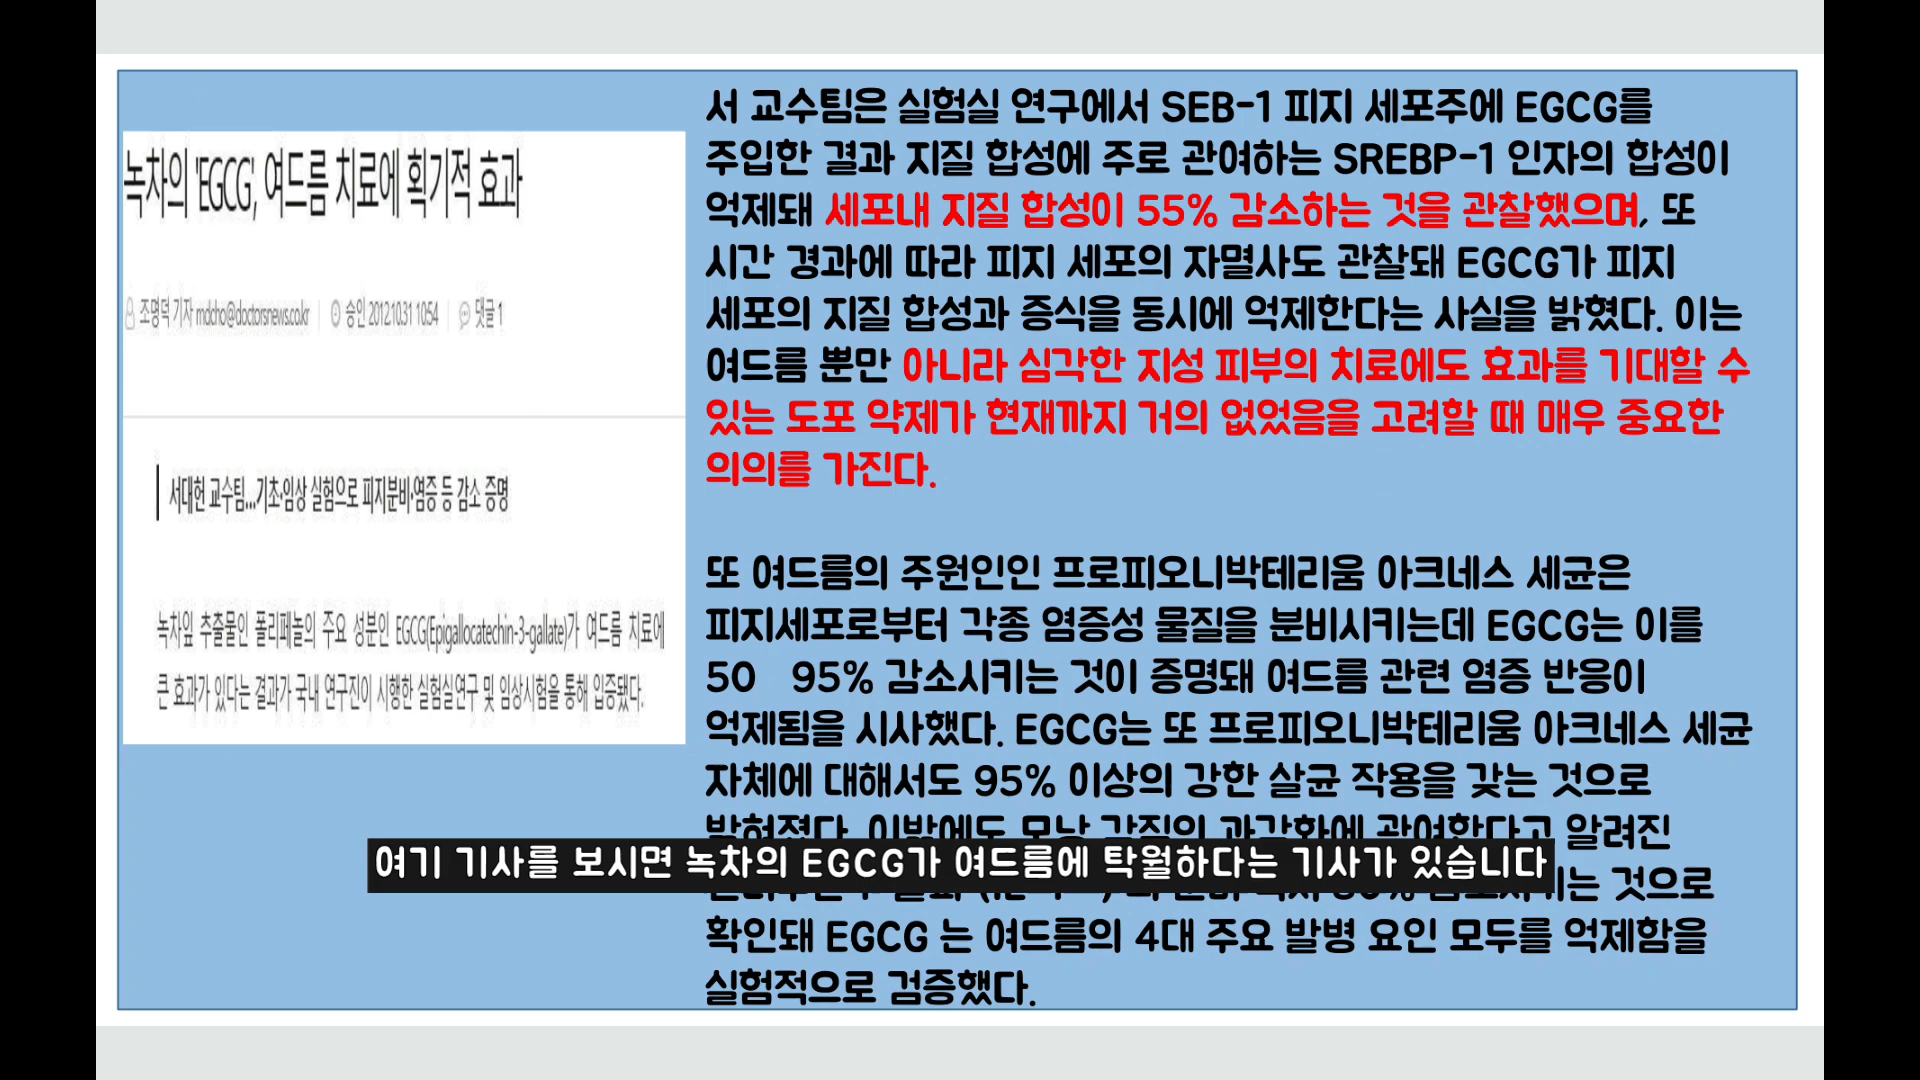 녹차의 'EGCG', 여드름 치료에 획기적 효과
조명덕 기자 mdcho@doctorsnews.co.kr
승인 2012.10.31 10:54
댓글 1
서대헌 교수팀...기초·임상 실험으로 피지분비·염증 등 감소 증명
녹차잎 추출물인 폴리페놀의 주요 성분인 EGCG(Epigallocatechin-3-gallate)가 여드름 치료에
큰 효과가 있다는 결과가 국내 연구진이 시행한 실험실연구 및 임상시험을 통해 입증됐다.
서 교수팀은 실험실 연구에서 SEB-1 피지 세포주에 EGCG를
주입한 결과 지질 합성에 주로 관여하는 SREBP-1 인자의 합성이
억제돼 세포내 지질 합성이 55% 감소하는 것을 관찰했으며, 또
시간 경과에 따라 피지 세포의 자멸사도 관찰돼 EGCG가 피지
세포의 지질 합성과 증식을 동시에 억제한다는 사실을 밝혔다. 이는
여드름 뿐만 아니라 심각한 지성 피부의 치료에도 효과를 기대할 수
있는 도포 약제가 현재까지 거의 없었음을 고려할 때 매우 중요한
의의를 가진다.
또 여드름의 주원인인 프로피오니박테리움 아크네스 세균은
피지세포로부터 각종 염증성 물질을 분비시키는데 EGCG는 이를
50 95% 감소시키는 것이 증명돼 여드름 관련 염증 반응이
억제됨을 시사했다. EGCG는 또 프로피오니박테리움 아크네스 세균
자체에 대해서도 95% 이상의 강한 살균 작용을 갖는 것으로
밝혀졌다. 이밖에도 모낭 각질의 과각화에 관여한다고 알려진
것으로
확인돼 EGCG 는 여드름의 4대 주요 발병 요인 모두를 억제함을
실험적으로 검증했다.
여기 기사를 보시면 녹차의 EGCG가 여드름에 탁월하다는 기사가 있습니다